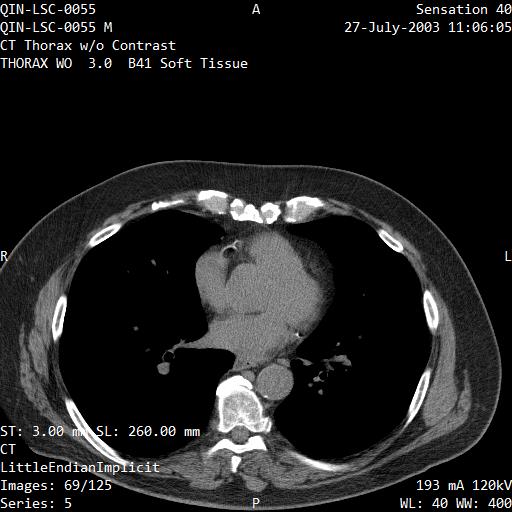 QIN-LSC-0055
A
Sensation 40
QIN-LSC-0055 M
27-July-2003 11:06:05
CT Thorax w/o Contrast
THORAX WO  3.0  B41 Soft Tissue
R
L
ST: 3.00 mm SL: 260.00 mm
CT
LittleEndianImplicit
Images: 69/125
193 mA 120kV
Series: 5
P
WL: 40 WW: 400